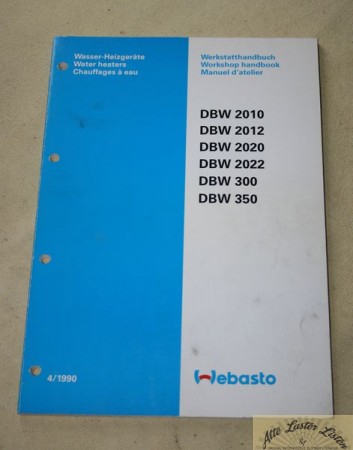 Wasser-Heizgeräte
Water heaters
Chauffages à eau
Werkstatthandbuch
Workshop handbook
Manuel d'atelier
DBW 2010
DBW 2012
DBW 2020
DBW 2022
DBW 300
DBW 350
4/1990
Webasto
Alte Laster Listen